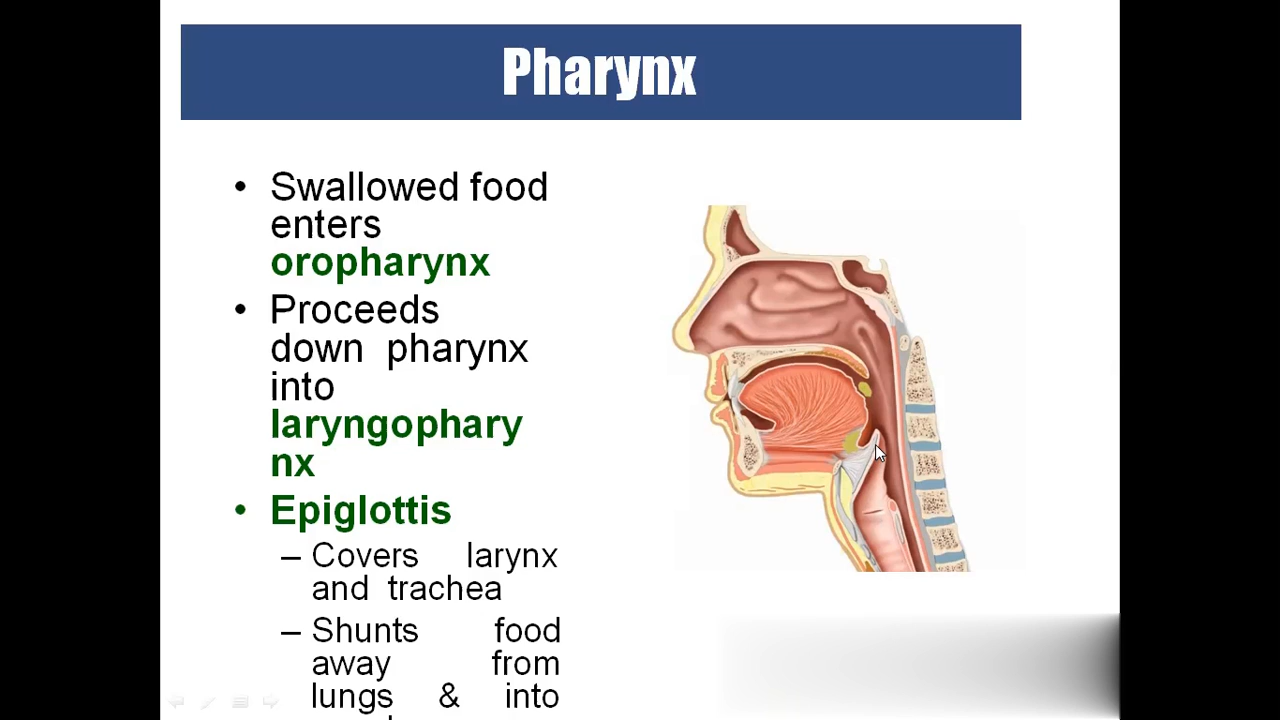 Pharynx
• Swallowed food
enters
oropharynx
• Proceeds
down pharynx
into
laryngophary
nx
• Epiglottis
– Covers larynx
and trachea
– Shunts food
away from
lungs & into